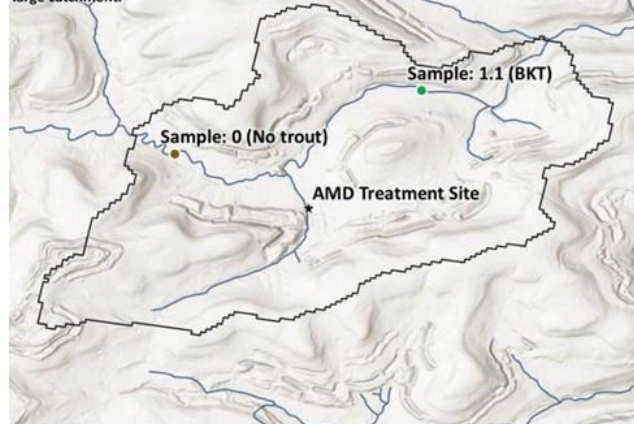 large catchment.
Sample: 1.1 (BKT)
Sample: 0 (No trout)
AMD Treatment Site